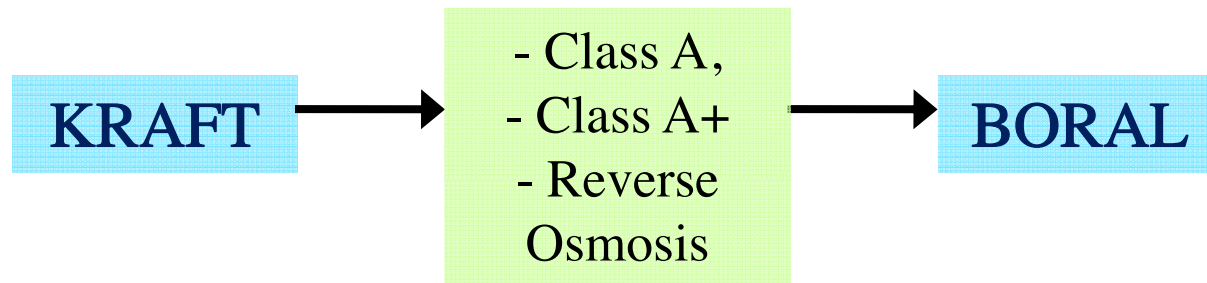 KRAFT
- Class A,
- Class A+
- Reverse
Osmosis
BORAL